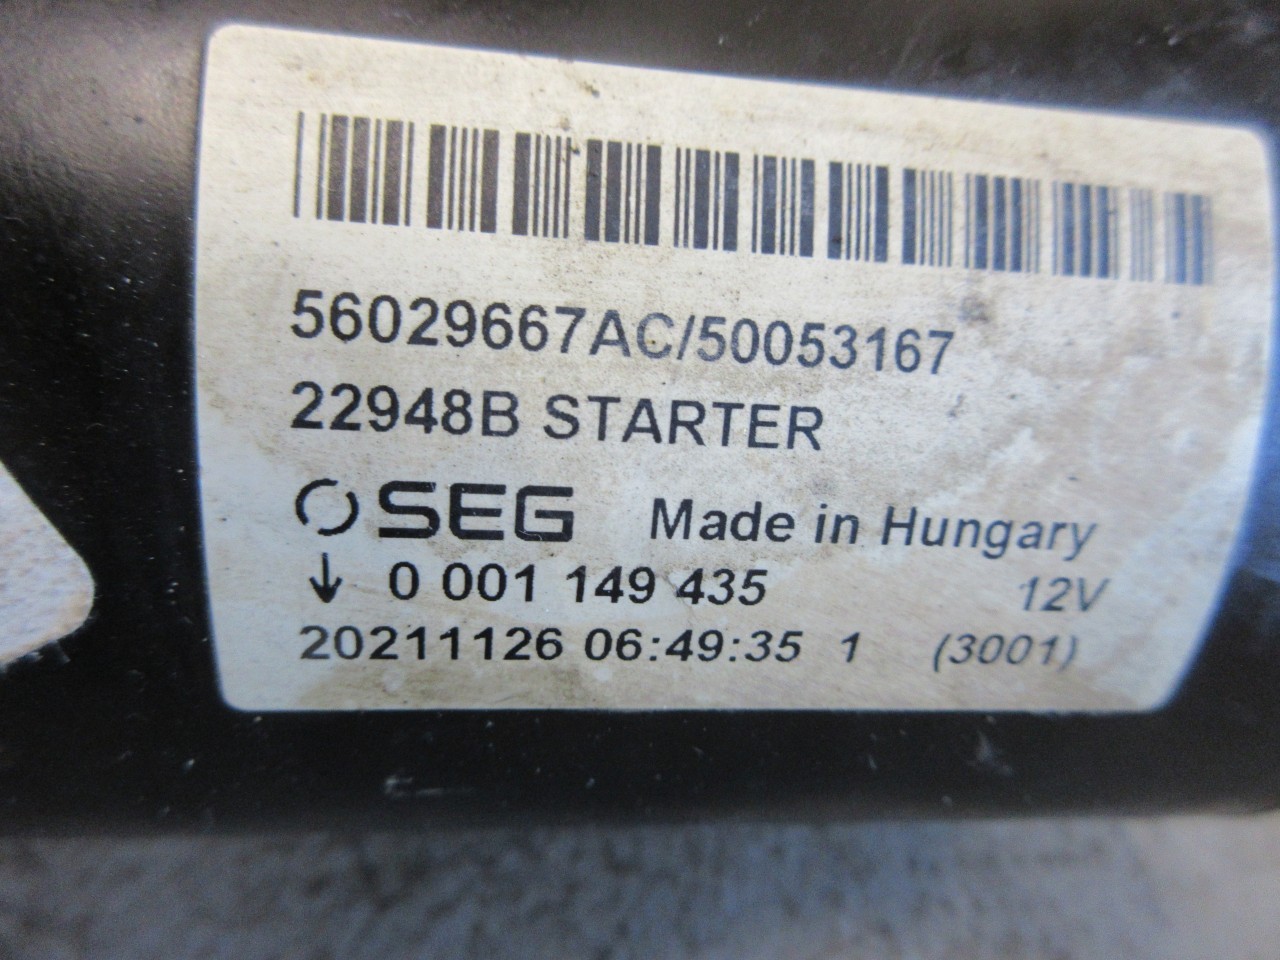 56029667AC/50053167
22948B STARTER
SEG Made in Hungary
↓ 0 001 149 435 12V
20211126 06:49:35 1 (3001)